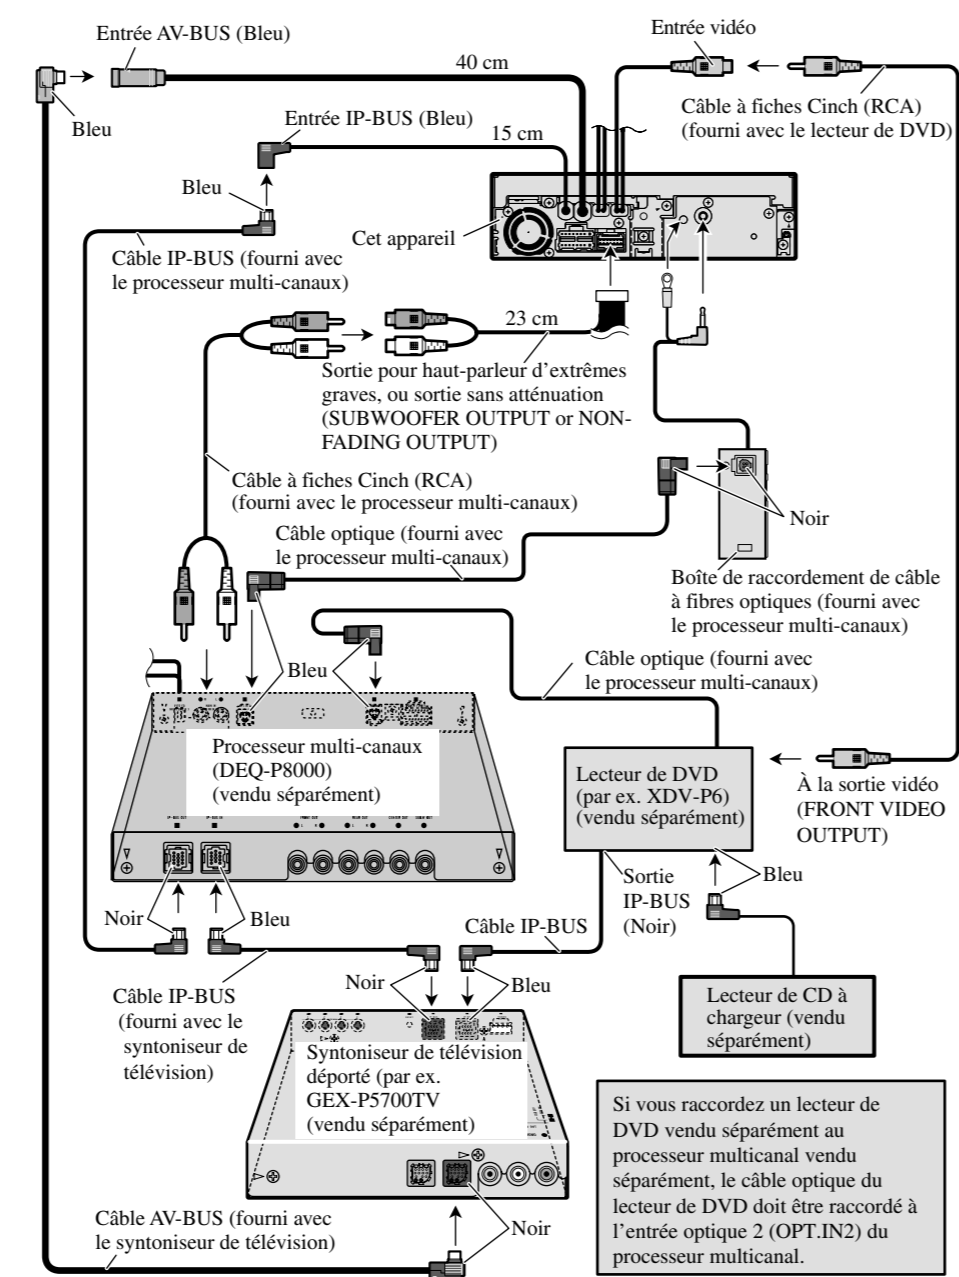 Entrée AV-BUS (Bleu)
Entrée vidéo
40 cm
Bleu
Câble à fiches Cinch (RCA)
(fourni avec le lecteur de DVD)
Entrée IP-BUS (Bleu)
15 cm
Bleu
Cet appareil
Câble IP-BUS (fourni avec
le processeur multi-canaux)
23 cm
Sortie pour haut-parleur d’extrêmes
graves, ou sortie sans atténuation
(SUBWOOFER OUTPUT or NON-
FADING OUTPUT)
Câble à fiches Cinch (RCA)
(fourni avec le processeur multi-canaux)
Noir
Câble optique (fourni avec
le processeur multi-canaux)
Boîte de raccordement de câble
à fibres optiques (fourni avec
le processeur multi-canaux)
Bleu
Câble optique (fourni avec
le processeur multi-canaux)
Processeur multi-canaux
(DEQ-P8000)
(vendu séparément)
Lecteur de DVD
(par ex. XDV-P6)
(vendu séparément)
À la sortie vidéo
(FRONT VIDEO
OUTPUT)
Sortie
IP-BUS
(Noir)
Bleu
Noir
Bleu
Câble IP-BUS
Noir
Bleu
Câble IP-BUS
(fourni avec le
syntoniseur de
télévision)
Lecteur de CD à
chargeur (vendu
séparément)
Syntoniseur de télévision
déporté (par ex.
GEX-P5700TV
(vendu séparément)
Si vous raccordez un lecteur de
DVD vendu séparément au
processeur multicanal vendu
séparément, le câble optique du
lecteur de DVD doit être raccordé à
l’entrée optique 2 (OPT.IN2) du
processeur multicanal.
Câble AV-BUS (fourni avec
le syntoniseur de télévision)
Noir